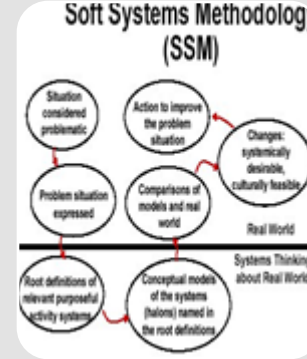 Soft Systems Methodolog
(SSM)
Situation
considered
problematic
Action to improve
the problem
situation
Changes:
systemically
desirable,
culturally feasible
Problem situation
expressed
Comparisons of
models and real
world
Real World
Systems Thinking
about Real World
Root definitions of
relevant purposeful
activity systems
Conceptual models
of the systems
(halons) named in
the root definitions